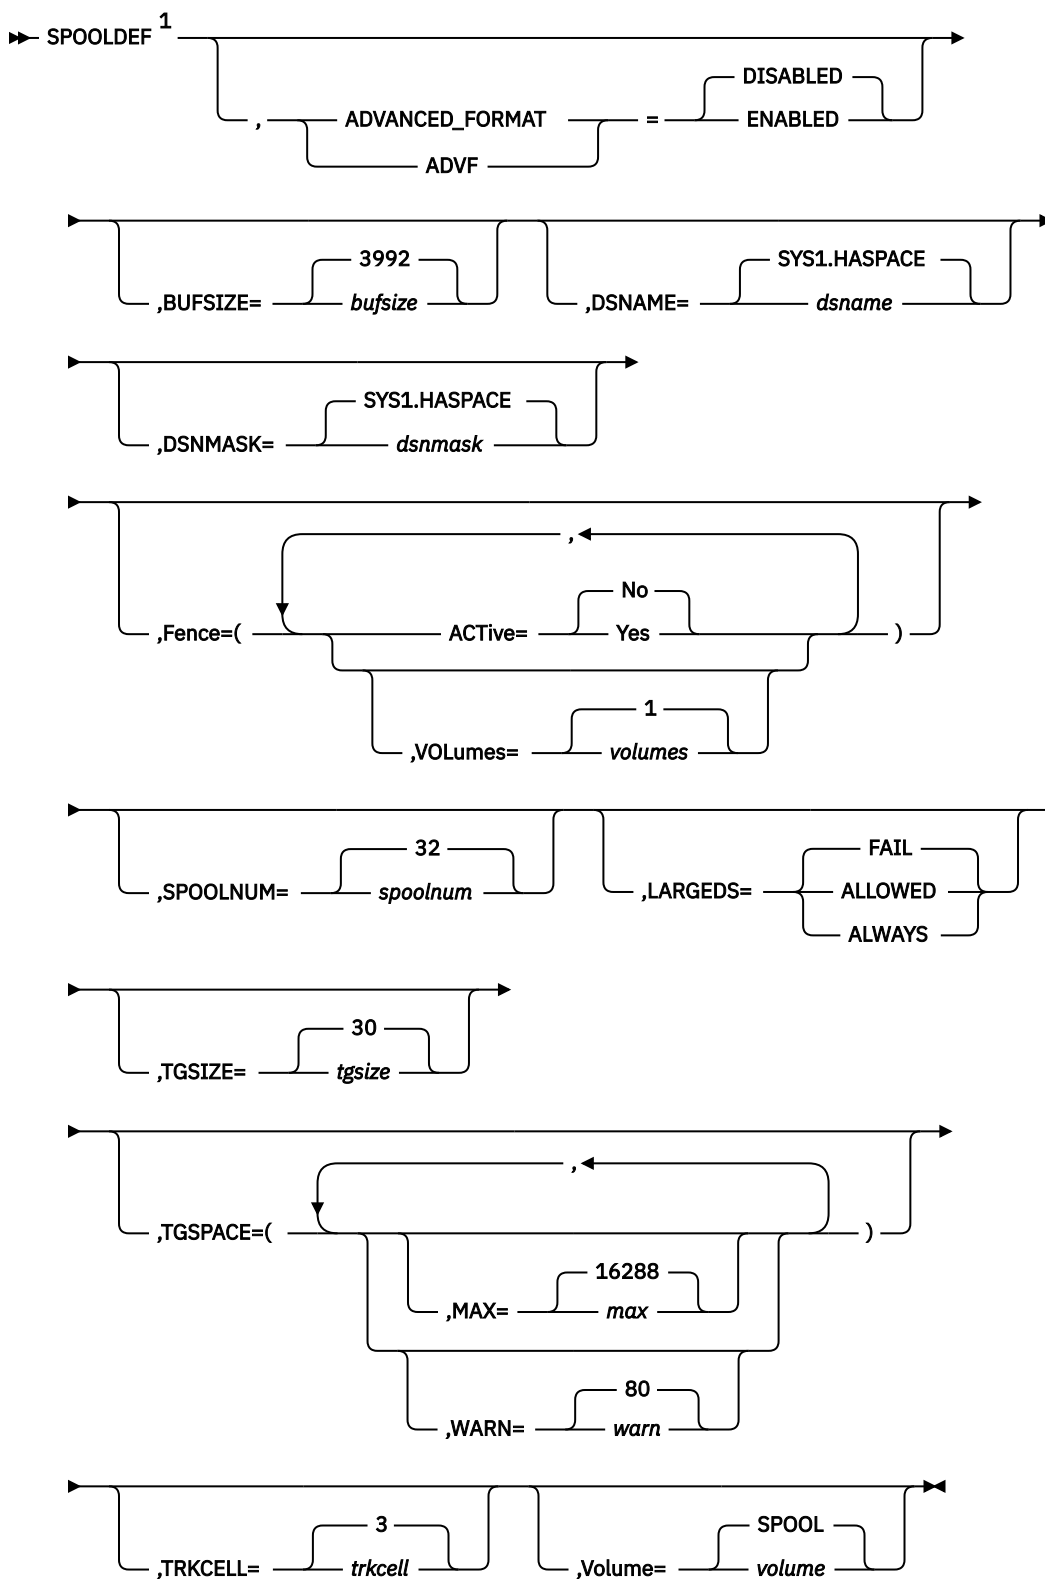 SPOOLDEF 1
DISABLED
, ADVANCED_FORMAT = ENABLED
ADVF
3992 SYS1.HASPACE
,BUFSIZE= bufsize ,DSNAME= dsname
SYS1.HASPACE
,DSNMASK= dsnmask
,
No
,Fence=( ACTive= Yes )
1
,VOLumes= volumes
32 FAIL
,SPOOLNUM= spoolnum ,LARGEDS= ALLOWED
ALWAYS
30
,TGSIZE= tgsize
,
,TGSPACE=( )
16288
,MAX= max
80
,WARN= warn
3 SPOOL
,TRKCELL= trkcell ,Volume= volume